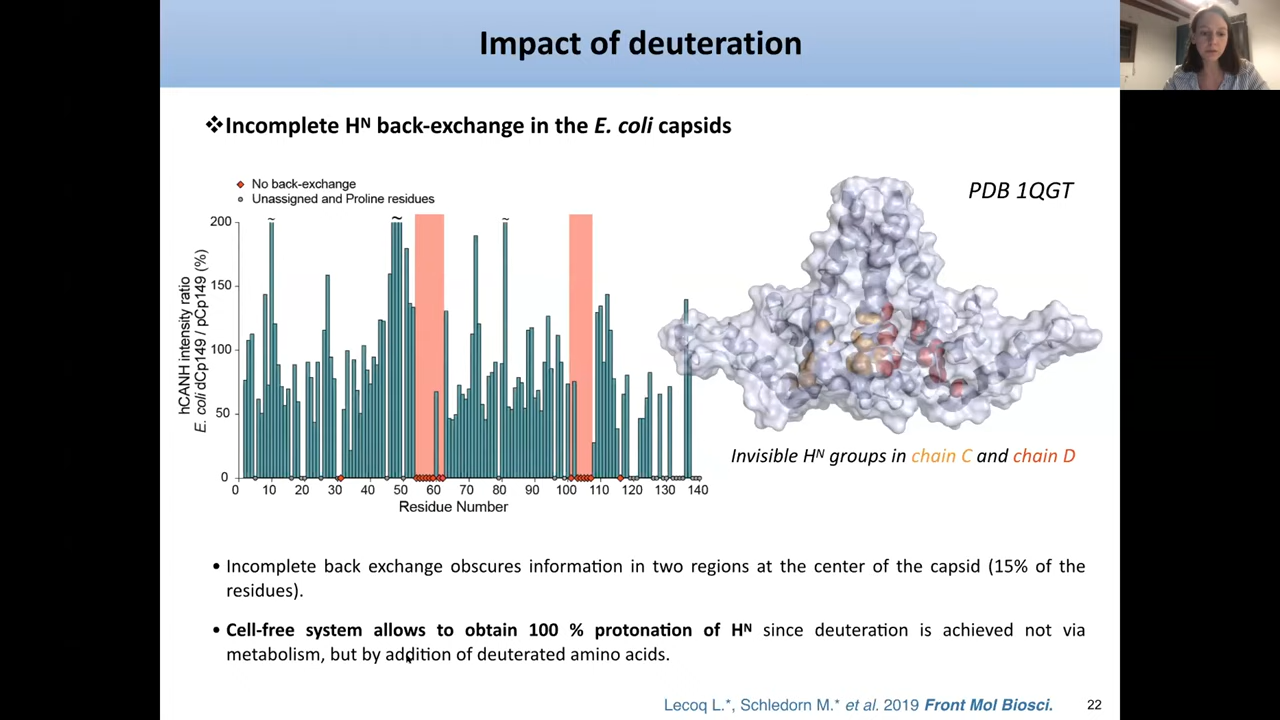 Impact of deuteration
❖Incomplete Hᴺ back-exchange in the E. coli capsids
No back-exchange
Unassigned and Proline residues
PDB 1QGT
~ ~ ~
200
150
100
50
0
hCANH intensity ratio
E. coli dCp149 / pCp149 (%)
0 10 20 30 40 50 60 70 80 90 100 110 120 130 140
Residue Number
Invisible Hᴺ groups in chain C and chain D
• Incomplete back exchange obscures information in two regions at the center of the capsid (15% of the
residues).
• Cell-free system allows to obtain 100 % protonation of Hᴺ since deuteration is achieved not via
metabolism, but by addition of deuterated amino acids.
Lecoq L.*, Schledorn M.* et al. 2019 Front Mol Biosci.
22